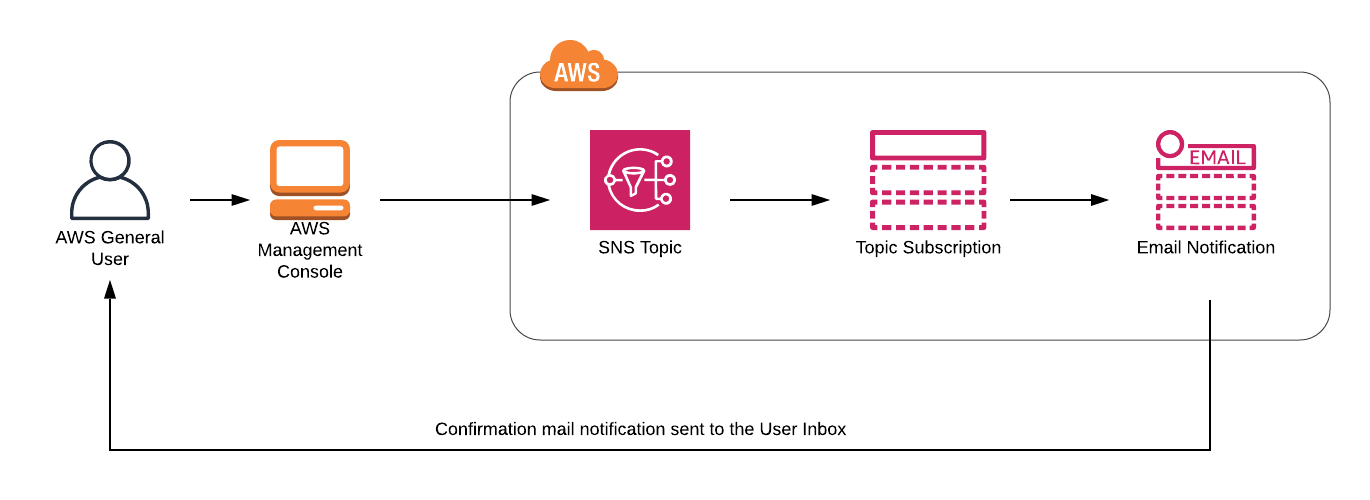 AWS
AWS General
User
AWS
Management
Console
SNS Topic
Topic Subscription
EMAIL
Email Notification
Confirmation mail notification sent to the User Inbox